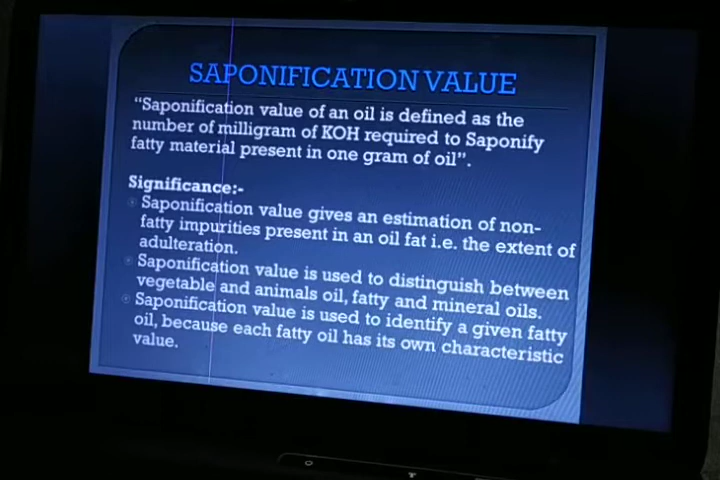 SAPONIFICATION VALUE
“Saponification value of an oil is defined as the
number of milligram of KOH required to Saponify
fatty material present in one gram of oil”.
Significance:-
Saponification value gives an estimation of non-
fatty impurities present in an oil fat i.e. the extent of
adulteration.
Saponification value is used to distinguish between
vegetable and animals oil, fatty and mineral oils.
Saponification value is used to identify a given fatty
oil, because each fatty oil has its own characteristic
value.